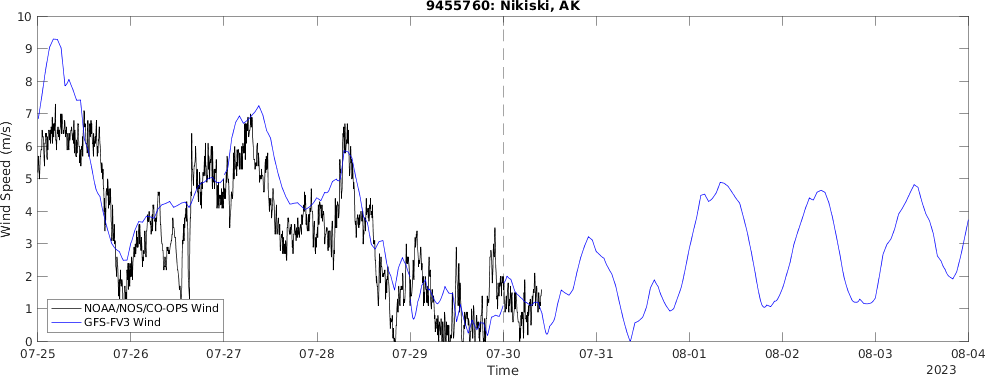 9455760: Nikiski, AK
Wind Speed (m/s)
10
9
8
7
6
5
4
3
2
1
0
NOAA/NOS/CO-OPS Wind
GFS-FV3 Wind
07-25 07-26 07-27 07-28 07-29 07-30 07-31 08-01 08-02 08-03 08-04
Time
2023